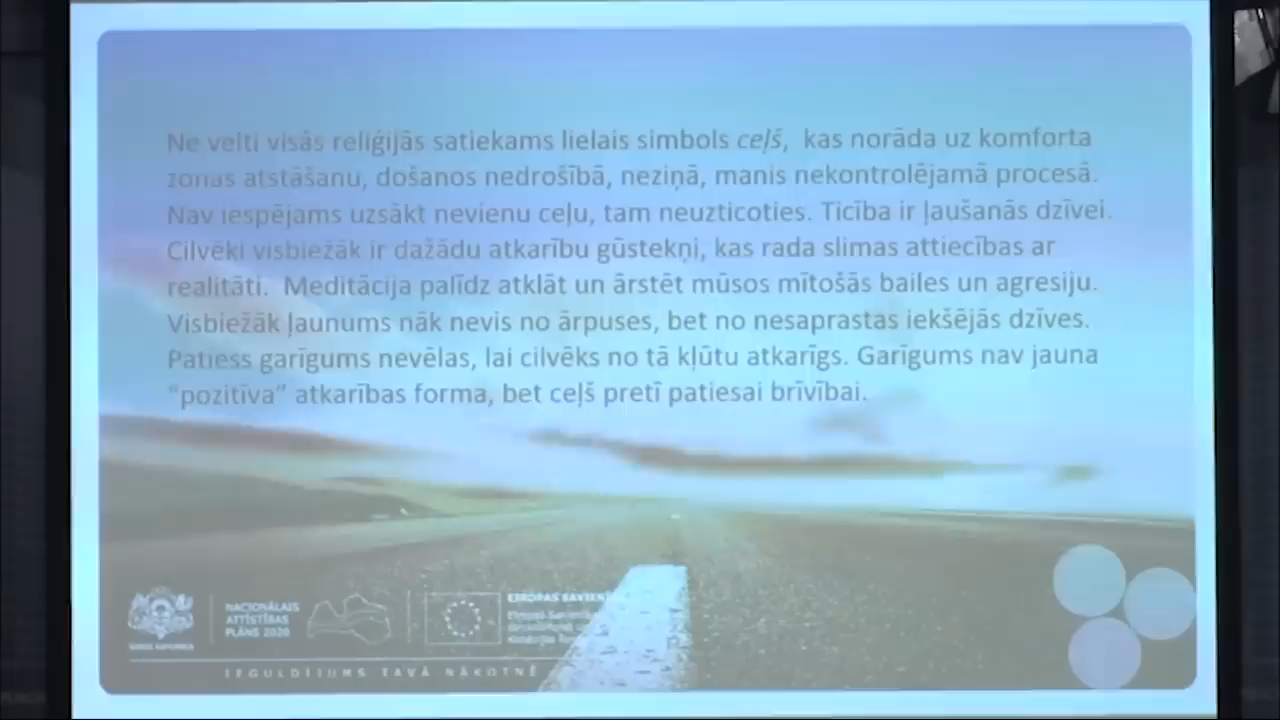 Ne velti visās reliģijās satiekams lielais simbols ceļš, kas norāda uz komforta
zonas atstāšanu, došanos nedrošībā, neziņā, manis nekontrolējamā procesā.
Nav iespējams uzsākt nevienu ceļu, tam neuzticoties. Ticība ir ļaušanās dzīvei.
Cilvēki visbiežāk ir dažādu atkarību gūstekņi, kas rada slimas attiecības ar
realitāti. Meditācija palīdz atklāt un ārstēt mūsos mītošās bailes un agresiju.
Visbiežāk ļaunums nāk nevis no ārpuses, bet no nesaprastas iekšējās dzīves.
Patiess garīgums nevēlas, lai cilvēks no tā kļūtu atkarīgs. Garīgums nav jauna
"pozitīva" atkarības forma, bet ceļš pretī patiesai brīvībai.
NACIONĀLAIS
ATTĪSTĪBAS
PLĀNS 2020
EIROPAS
IEGULDĪJUMS TAVĀ NĀKOTNĒ